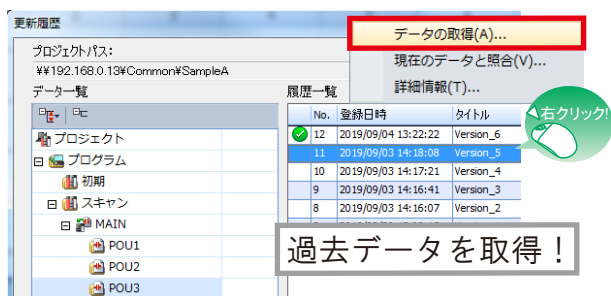 更新履歴
プロジェクトパス:
¥¥192.168.0.13¥Common¥SampleA
データ一覧
履歴一覧
データの取得(A)...
現在のデータと照合(V)...
詳細情報(T)...
右クリック!
No. 登録日時 タイトル
12 2019/09/04 13:22:22 Version_6
11 2019/09/03 14:18:08 Version_5
10 2019/09/03 14:17:21 Version_4
9 2019/09/03 14:16:41 Version_3
8 2019/09/03 14:16:07 Version_2
プロジェクト
プログラム
初期
スキャン
MAIN
POU1
POU2
POU3
過去データを取得!